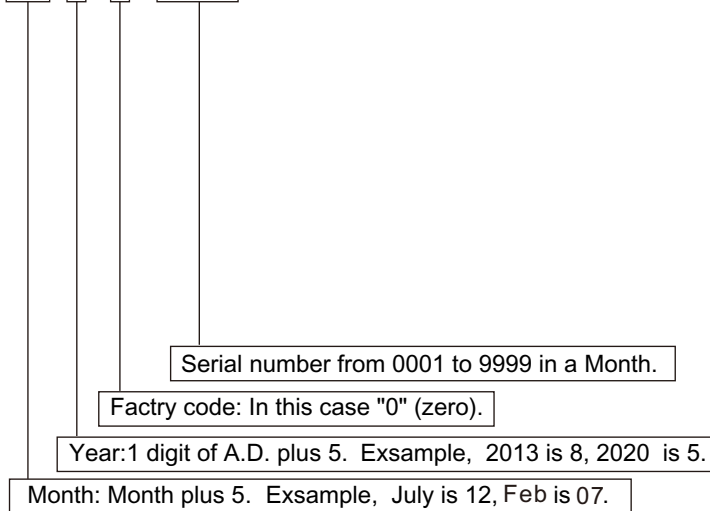 Serial number from 0001 to 9999 in a Month.
Factry code: In this case "0" (zero).
Year:1 digit of A.D. plus 5. Exsample, 2013 is 8, 2020 is 5.
Month: Month plus 5. Exsample, July is 12, Feb is 07.